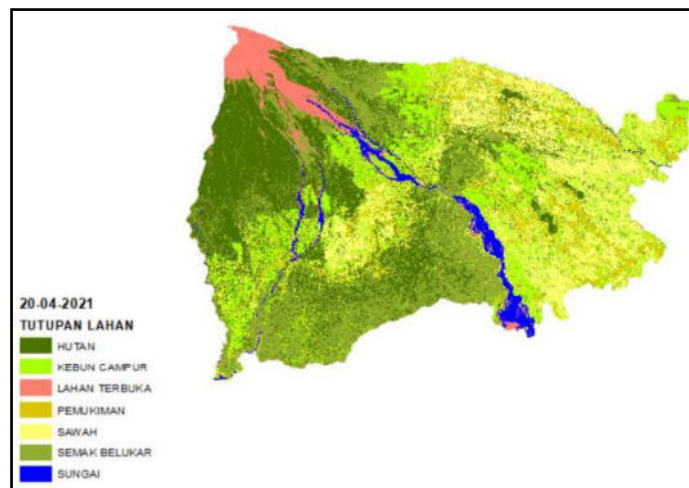 20-04-2021
TUTUPAN LAHAN
HUTAN
KEBUN CAMPUR
LAHAN TERBUKA
PEMUKIMAN
SAWAH
SEMAK BELUKAR
SUNGAI